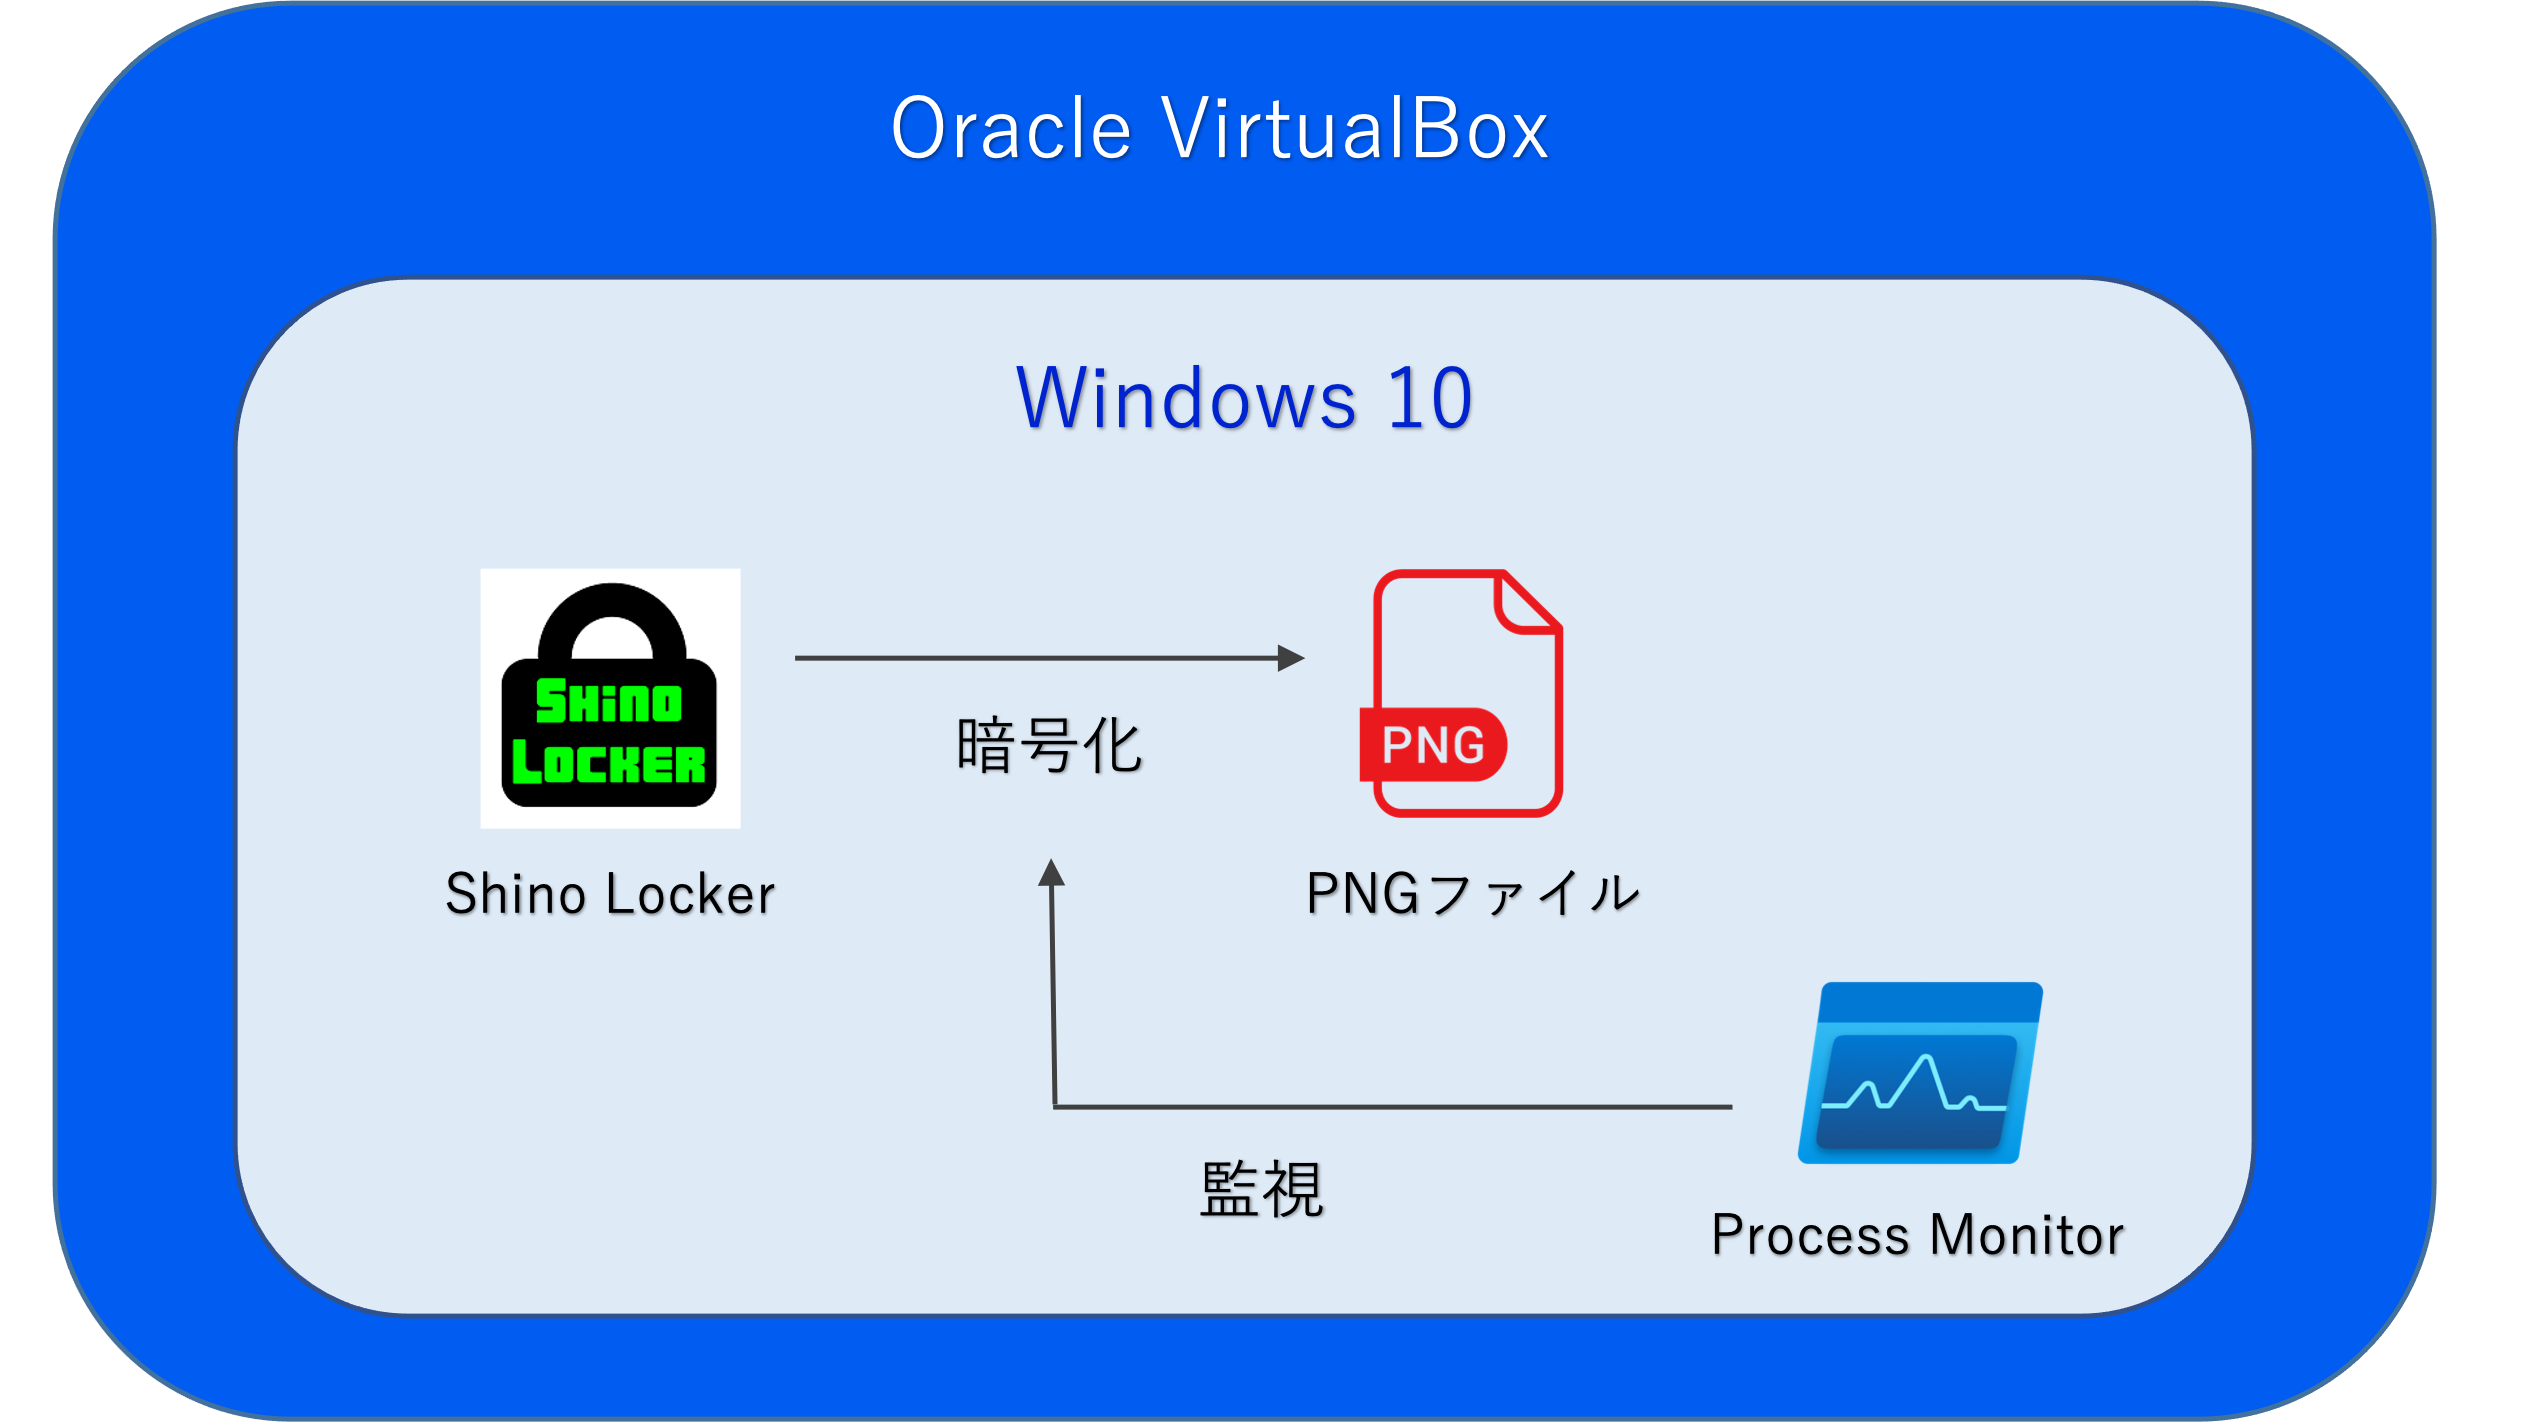 Oracle VirtualBox
Windows 10
SHiNO
LOCKER
暗号化
PNG
Shino Locker
PNGファイル
監視
Process Monitor